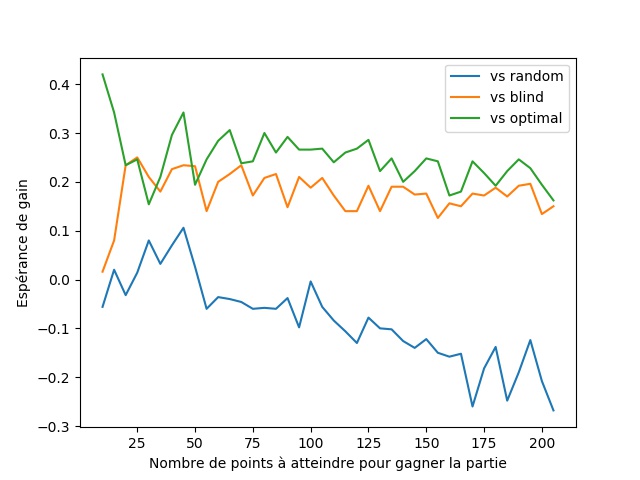 vs random
vs blind
vs optimal
0.4
0.3
0.2
0.1
0.0
−0.1
−0.2
−0.3
Espérance de gain
25 50 75 100 125 150 175 200
Nombre de points à atteindre pour gagner la partie